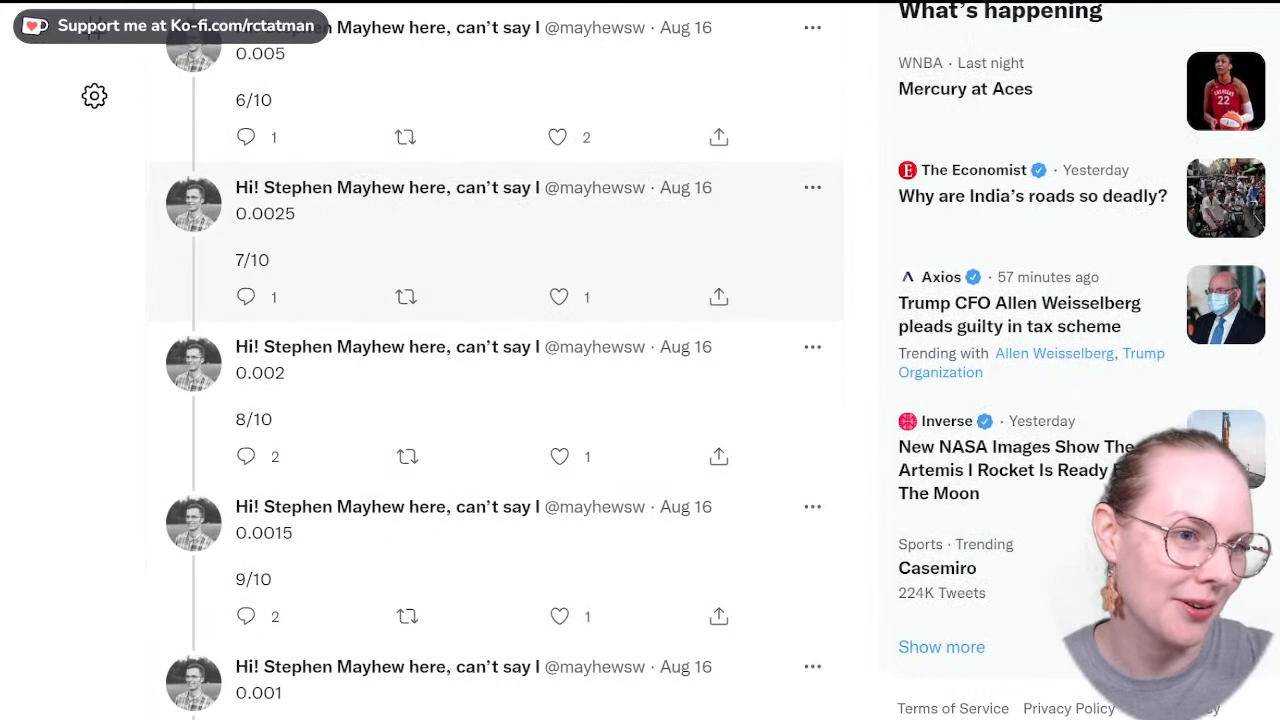 Support me at Ko-fi.com/rctatman
here, can't say I @mayhewsw · Aug 16
0.005
6/10
1 2
Hi! Stephen Mayhew here, can't say I @mayhewsw · Aug 16
0.0025
7/10
1 1
Hi! Stephen Mayhew here, can't say I @mayhewsw · Aug 16
0.002
8/10
2 1
Hi! Stephen Mayhew here, can't say I @mayhewsw · Aug 16
0.0015
9/10
2 1
Hi! Stephen Mayhew here, can't say I @mayhewsw · Aug 16
0.001
What's happening
WNBA · Last night
Mercury at Aces
22
The Economist · Yesterday
Why are India's roads so deadly?
Axios · 57 minutes ago
Trump CFO Allen Weisselberg
pleads guilty in tax scheme
Trending with Allen Weisselberg, Trump
Organization
Inverse · Yesterday
New NASA Images Show The
Artemis I Rocket Is Ready
The Moon
Sports · Trending
Casemiro
224K Tweets
Show more
Terms of Service Privacy Policy